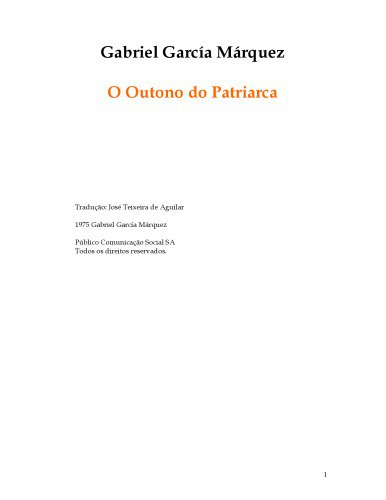 Gabriel García Márquez
O Outono do Patriarca
Tradução: José Teixeira de Aguilar
1975 Gabriel García Márquez
Público Comunicação Social SA
Todos os direitos reservados.
1